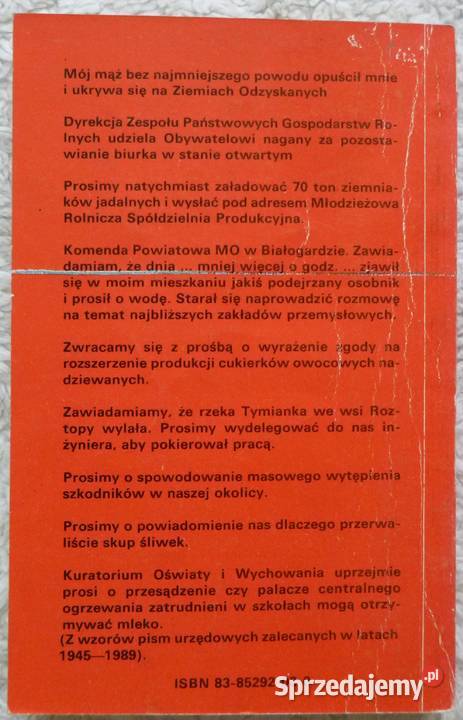 Mój mąż bez najmniejszego powodu opuścił mnie
i ukrywa się na Ziemiach Odzyskanych
Dyrekcja Zespołu Państwowych Gospodarstw Ro-
lnych udziela Obywatelowi nagany za pozosta-
wianie biurka w stanie otwartym
Prosimy natychmiast załadować 70 ton ziemnia-
ków jadalnych i wysłać pod adresem Młodzieżowa
Rolnicza Spółdzielnia Produkcyjna.
Komenda Powiatowa MO w Białogardzie. Zawia-
damiam, że dnia ... mniej więcej o godz. ... zjawił
się w moim mieszkaniu jakiś podejrzany osobnik
i prosił o wodę. Starał się naprowadzić rozmowę
na temat najbliższych zakładów przemysłowych.
Zwracamy się z prośbą o wyrażenie zgody na
rozszerzenie produkcji cukierków owocowych na-
dziewanych.
Zawiadamiamy, że rzeka Tymianka we wsi Roz-
topy wylała. Prosimy wydelegować do nas in-
żyniera, aby pokierował pracą.
Prosimy o spowodowanie masowego wytępienia
szkodników w naszej okolicy.
Prosimy o powiadomienie nas dlaczego przerwa-
liście skup śliwek.
Kuratorium Oświaty i Wychowania uprzejmie
prosi o przesądzenie czy palacze centralnego
ogrzewania zatrudnieni w szkołach mogą otrzy-
mywać mleko.
(Z wzorów pism urzędowych zalecanych w latach
1945—1989).
ISBN 83-85292
Sprzedajemy.pl